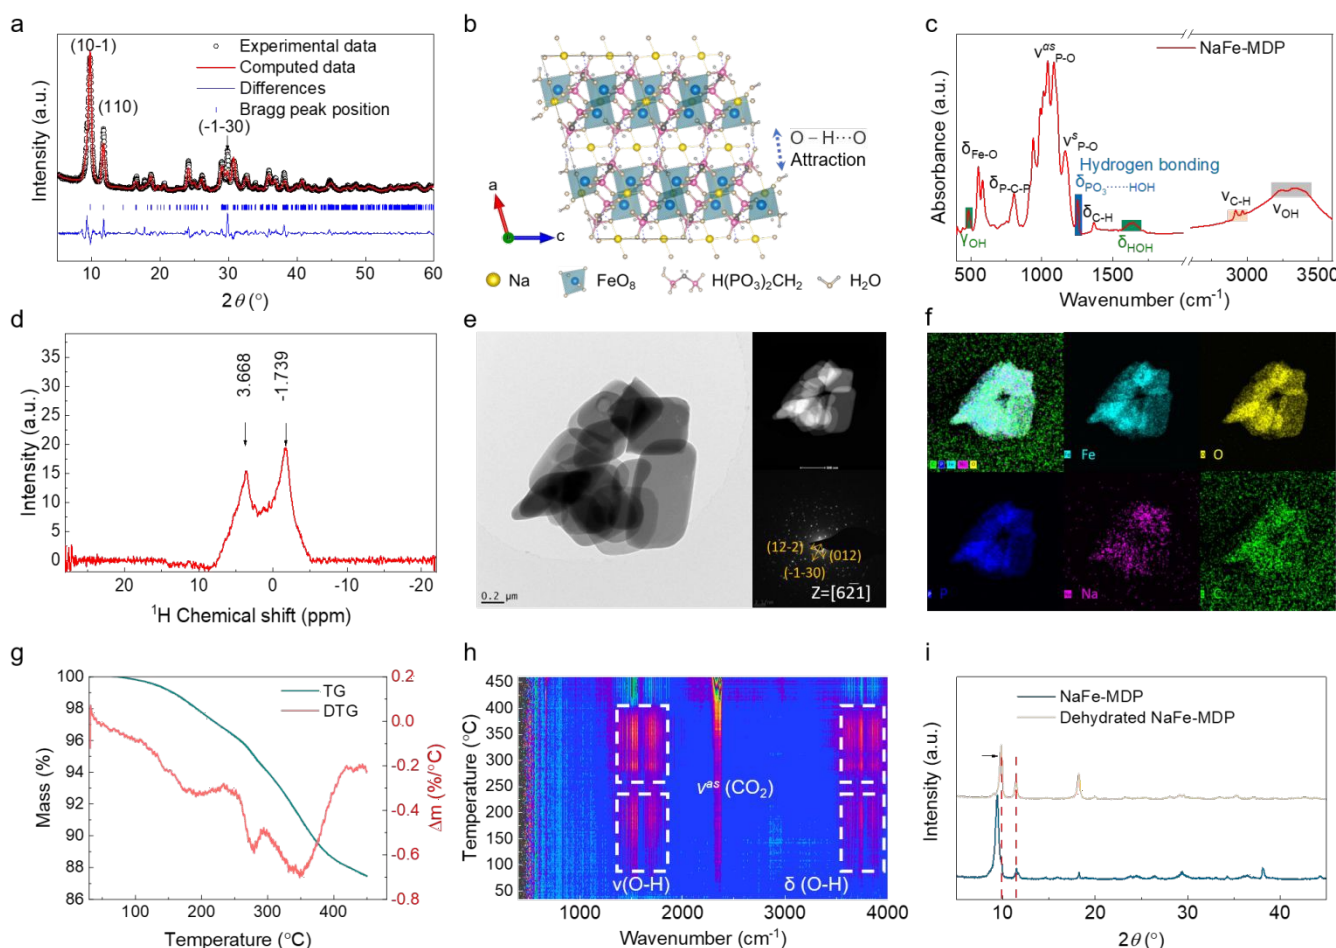 a
(10-1)
(110)
(-1-30)
Experimental data
Computed data
Differences
Bragg peak position
Intensity (a.u.)
5 10 20 30 40 50 60
2θ (°)
b
O – H···O
Attraction
a
c
Na
FeO8
H(PO3)2CH2
H2O
c
NaFe-MDP
ν^as P-O
ν^s P-O
δFe-O
δP-C-P
Hydrogen bonding
δPO3······HOH
δC-H
νC-H
νOH
γOH
δHOH
Absorbance (a.u.)
500 1000 1500 3000 3500
Wavenumber (cm-1)
d
3.668
-1.739
Intensity (a.u.)
35
30
25
20
15
10
5
0
20 10 0 -10 -20
1H Chemical shift (ppm)
e
0.2 µm
(12-2)
(012)
(-1-30)
Z=[62̄1]
f
Fe
O
P
Na
C
g
TG
DTG
Mass (%)
100
98
96
94
92
90
88
86
Δm (%/°C)
0.2
0.0
-0.2
-0.4
-0.6
-0.8
100 200 300 400
Temperature (°C)
h
Temperature (°C)
450
400
350
300
250
200
150
100
50
ν^as (CO2)
ν(O-H)
δ (O-H)
1000 2000 3000 4000
Wavenumber (cm-1)
i
NaFe-MDP
Dehydrated NaFe-MDP
Intensity (a.u.)
10 20 30 40
2θ (°)